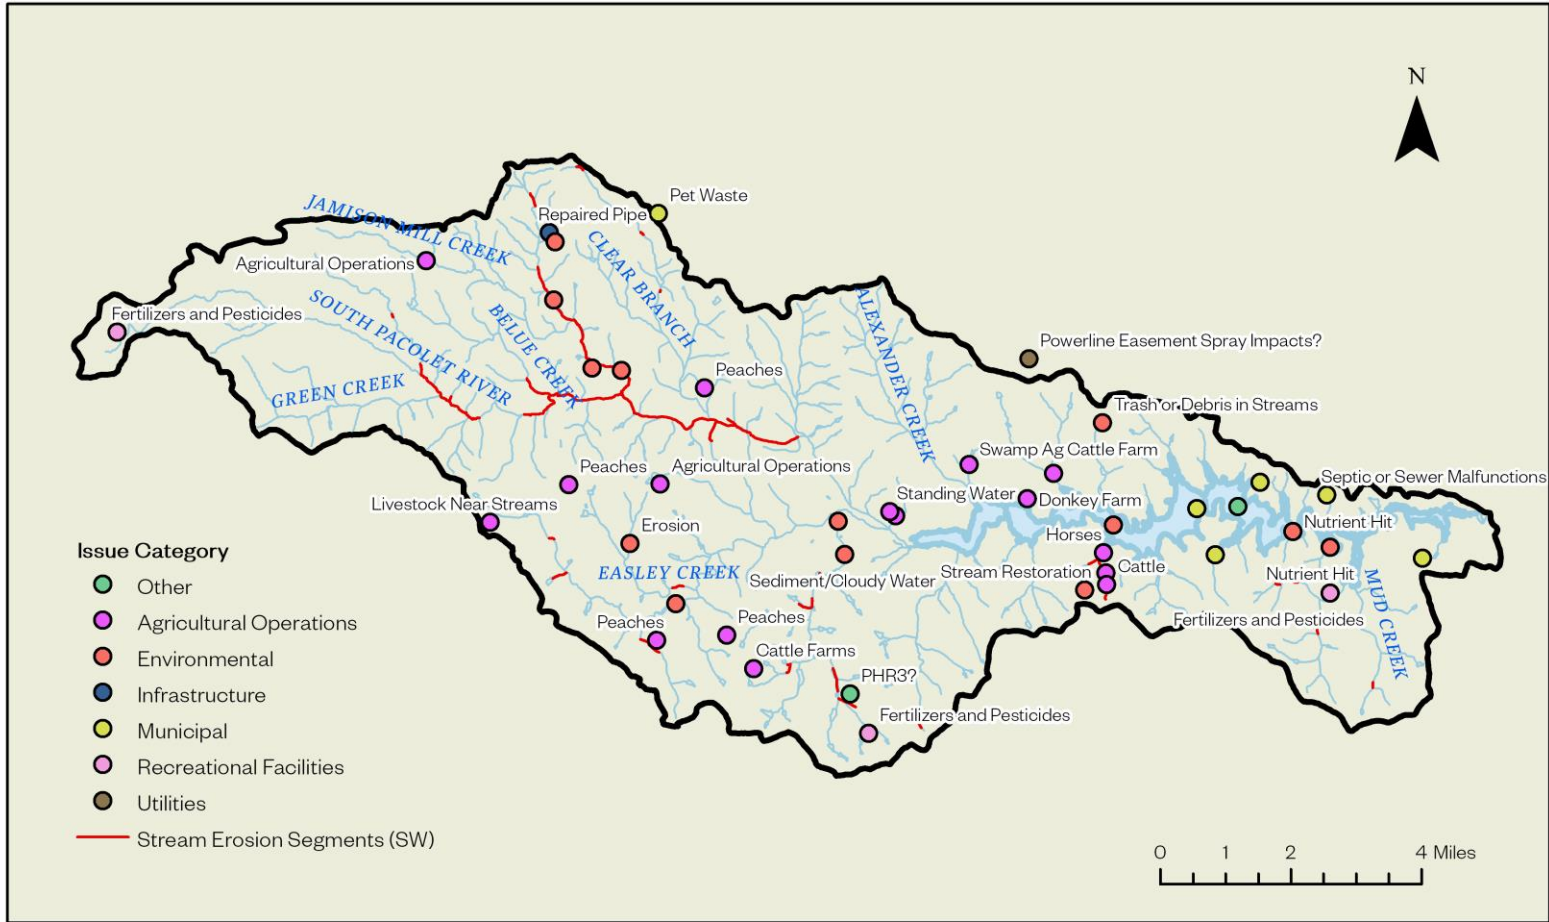 N
Pet Waste
JAMISON MILL CREEK
Repaired Pipe
CLEAR BRANCH
Agricultural Operations
ALEXANDER CREEK
SOUTH PACOLET RIVER
BELUE CREEK
Fertilizers and Pesticides
Powerline Easement Spray Impacts?
Peaches
GREEN CREEK
Trash or Debris in Streams
Swamp Ag Cattle Farm
Peaches
Agricultural Operations
Septic or Sewer Malfunctions
Livestock Near Streams
Standing Water
Donkey Farm
Erosion
Nutrient Hit
Horses
EASLEY CREEK
Sediment/Cloudy Water
Stream Restoration
Cattle
Nutrient Hit
MUD CREEK
Peaches
Peaches
Fertilizers and Pesticides
Cattle Farms
PHR3?
Fertilizers and Pesticides
Issue Category
Other
Agricultural Operations
Environmental
Infrastructure
Municipal
Recreational Facilities
Utilities
Stream Erosion Segments (SW)
0 1 2 4 Miles